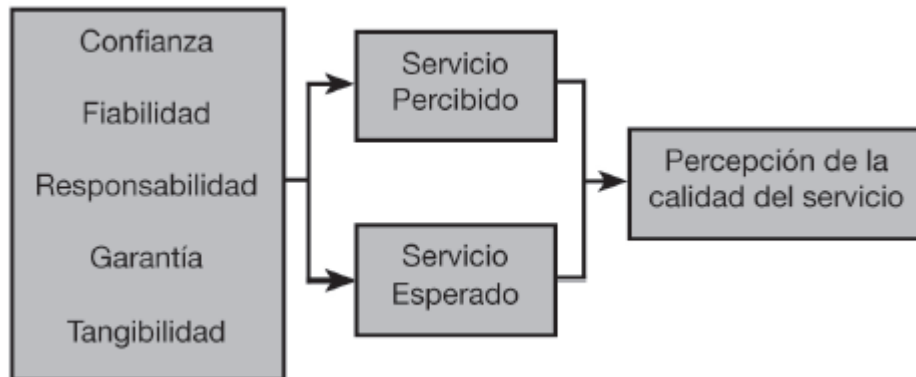 Confianza
Fiabilidad
Responsabilidad
Garantía
Tangibilidad
Servicio
Percibido
Servicio
Esperado
Percepción de la
calidad del servicio